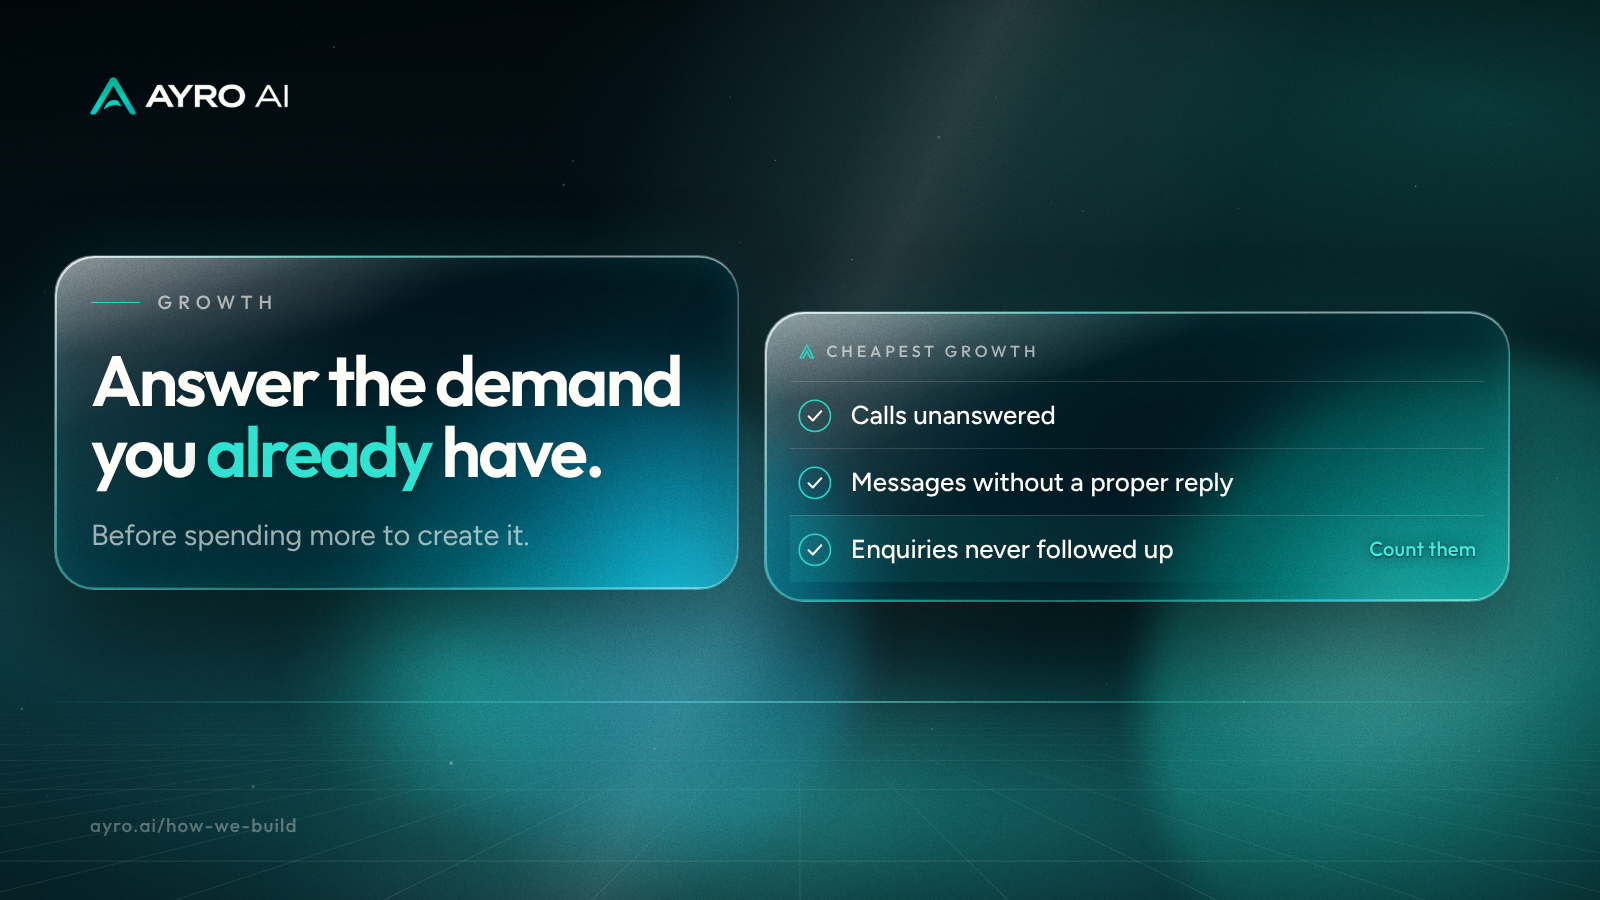 AYRO AI
GROWTH
Answer the demand
you already have.
Before spending more to create it.
CHEAPEST GROWTH
Calls unanswered
Messages without a proper reply
Enquiries never followed up
Count them
ayro.ai/how-we-build